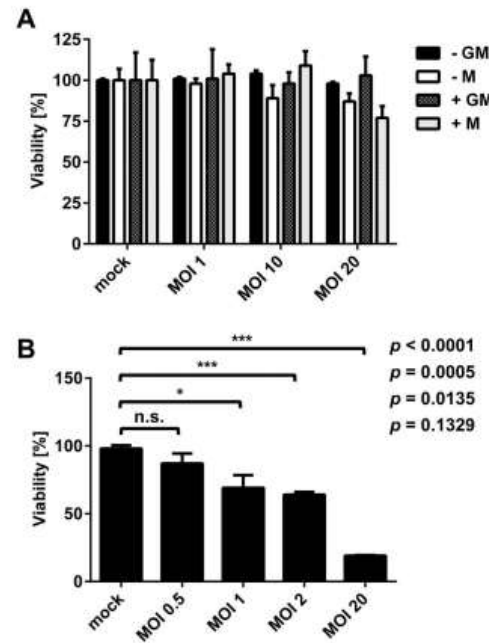 A
125
100
75
50
25
0
Viability [%]
mock
MOI 1
MOI 10
MOI 20
- GM
- M
+ GM
+ M
B
***
***
*
n.s.
p < 0.0001
p = 0.0005
p = 0.0135
p = 0.1329
150
100
50
0
Viability [%]
mock
MOI 0.5
MOI 1
MOI 2
MOI 20